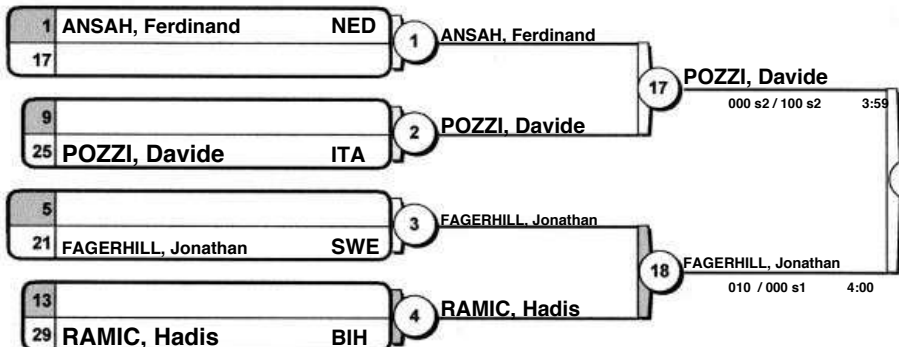 1 ANSAH, Ferdinand NED
17
1 ANSAH, Ferdinand
17 POZZI, Davide
000 s2 / 100 s2 3:59
9
25 POZZI, Davide ITA
2 POZZI, Davide
5
21 FAGERHILL, Jonathan SWE
3 FAGERHILL, Jonathan
18 FAGERHILL, Jonathan
010 / 000 s1 4:00
13
29 RAMIC, Hadis BIH
4 RAMIC, Hadis